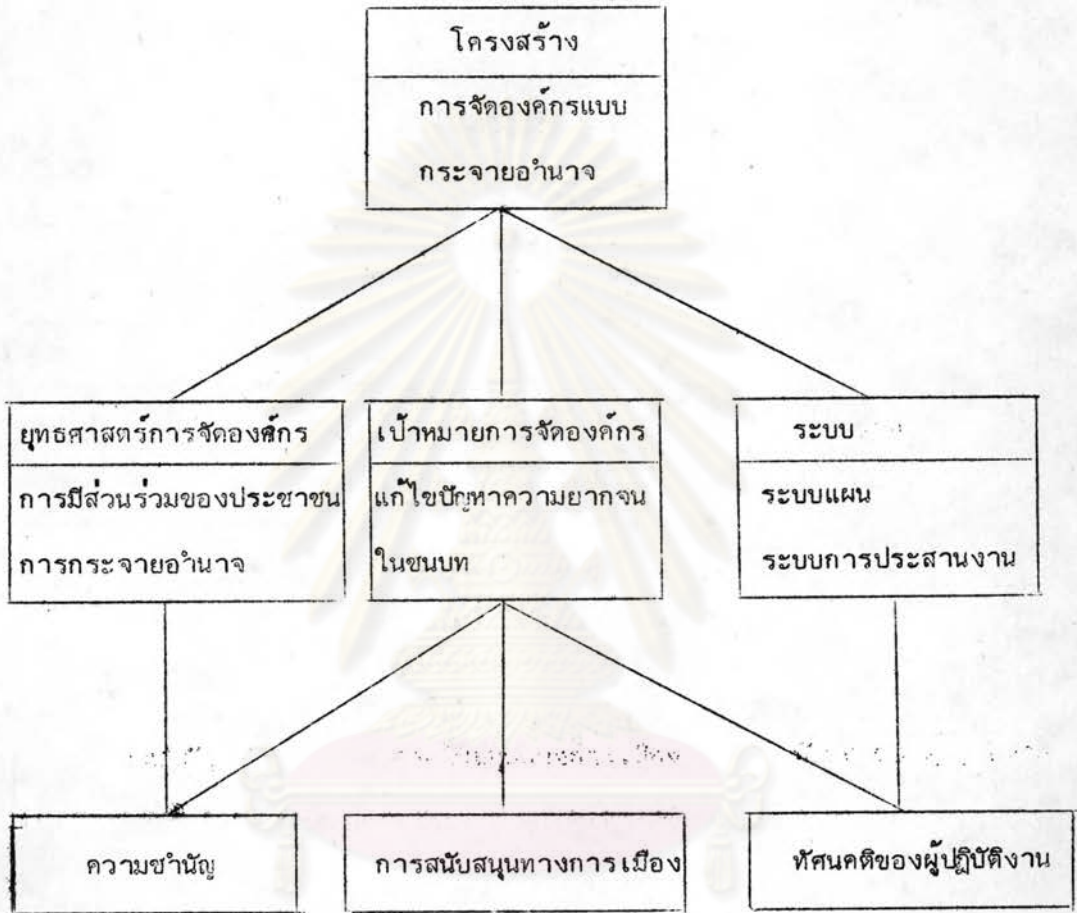 โครงสร้าง
การจัดองค์กรแบบ
กระจายอำนาจ
ยุทธศาสตร์การจัดองค์กร
การมีส่วนร่วมของประชาชน
การกระจายอำนาจ
เป้าหมายการจัดองค์กร
แก้ไขปัญหาความยากจน
ในชนบท
ระบบ
ระบบแผน
ระบบการประสานงาน
ความชำนัญ
การสนับสนุนทางการเมือง
ทัศนคติของผู้ปฏิบัติงาน